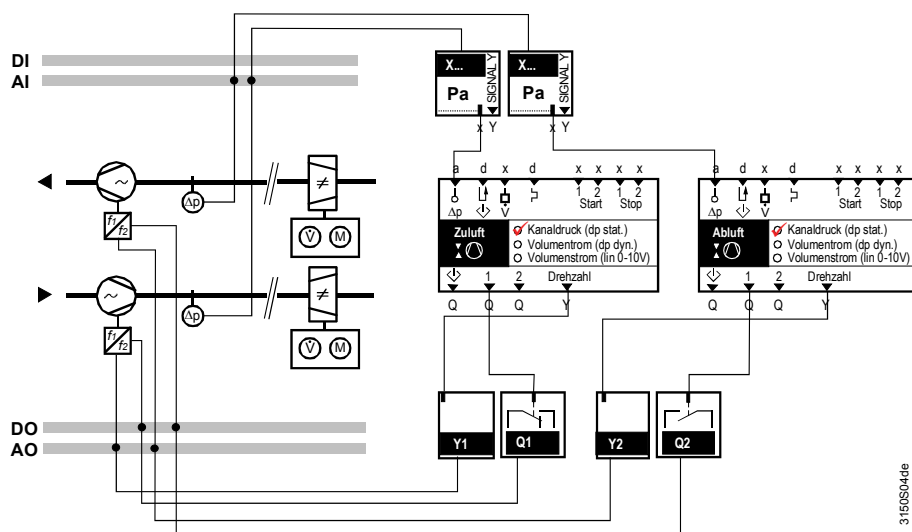 DI
AI
X...
Pa
SIGNAL Y
x Y
X...
Pa
SIGNAL Y
x Y
~
Δp
≠
V̇ M
f1 f2
~
Δp
≠
V̇ M
f1 f2
a d x d x x x x
1 2 1 2
Δp V̇ Start Stop
Zuluft
Kanaldruck (dp stat.)
Volumentrom (dp dyn.)
Volumenstrom (lin 0-10V)
1 2 Drehzahl
Q Q Q Y
a d x d x x x x
1 2 1 2
Δp V̇ Start Stop
Abluft
Kanaldruck (dp stat.)
Volumentrom (dp dyn.)
Volumenstrom (lin 0-10V)
1 2 Drehzahl
Q Q Q Y
DO
AO
Y1
Q1
Y2
Q2
3150S04de